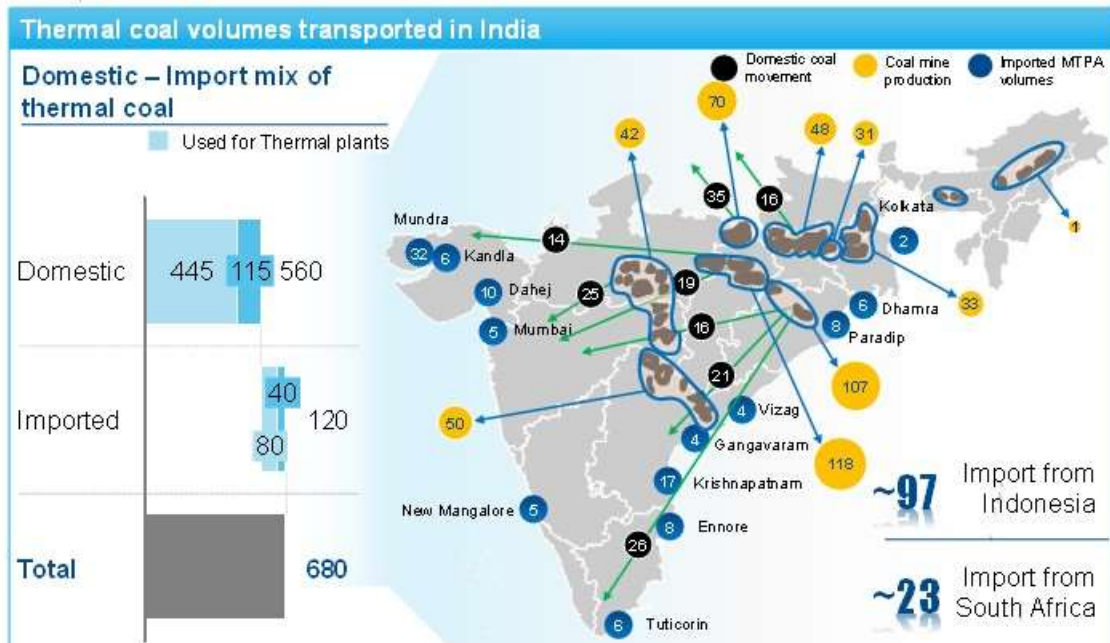 Thermal coal volumes transported in India
Domestic – Import mix of
thermal coal
Used for Thermal plants
Domestic
445
115
560
Imported
40
80
120
Total
680
Domestic coal
movement
Coal mine
production
Imported MTPA
volumes
70
42
48
31
35
16
Kolkata
2
1
Mundra
32
6
Kandla
14
10
Dahej
25
19
5
Mumbai
16
6
Dhamra
8
Paradip
33
21
107
50
4
Vizag
4
Gangavaram
118
17
Krishnapatnam
New Mangalore
5
8
Ennore
26
6
Tuticorin
~97
Import from
Indonesia
~23
Import from
South Africa